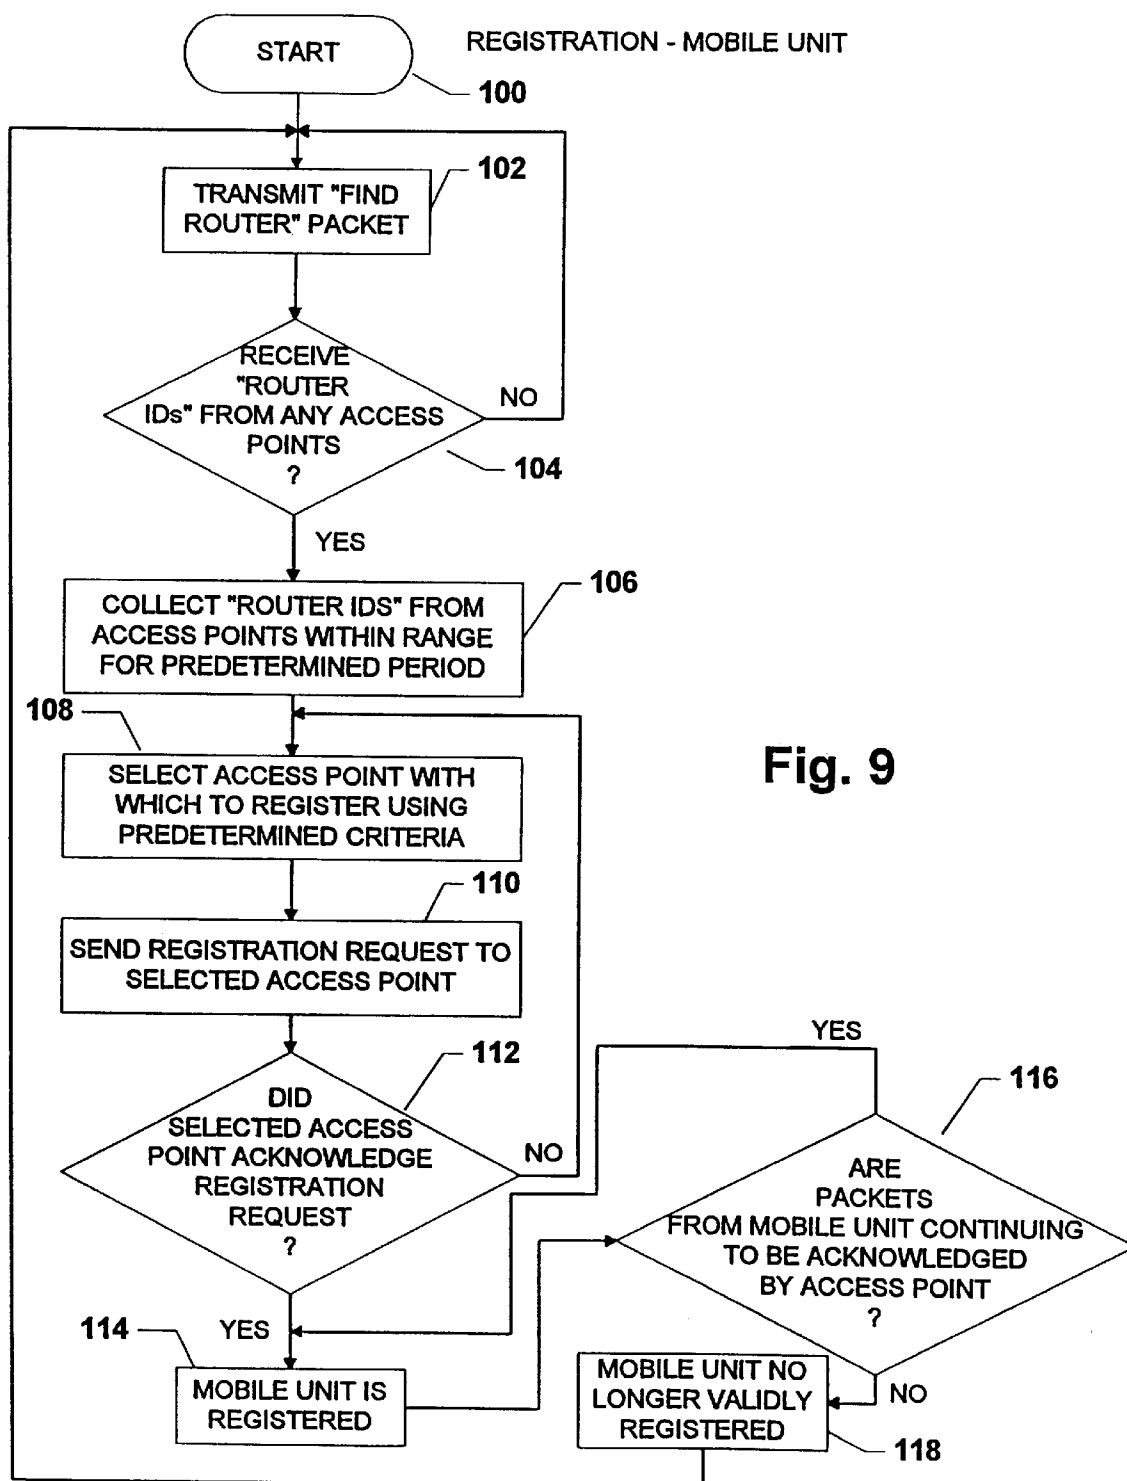 START
REGISTRATION - MOBILE UNIT
100
TRANSMIT "FIND
ROUTER" PACKET
102
RECEIVE
"ROUTER
IDs" FROM ANY ACCESS
POINTS
?
NO
104
YES
COLLECT "ROUTER IDS" FROM
ACCESS POINTS WITHIN RANGE
FOR PREDETERMINED PERIOD
106
108
SELECT ACCESS POINT WITH
WHICH TO REGISTER USING
PREDETERMINED CRITERIA
Fig. 9
110
SEND REGISTRATION REQUEST TO
SELECTED ACCESS POINT
112
DID
SELECTED ACCESS
POINT ACKNOWLEDGE
REGISTRATION
REQUEST
?
NO
YES
114
MOBILE UNIT IS
REGISTERED
YES
116
ARE
PACKETS
FROM MOBILE UNIT CONTINUING
TO BE ACKNOWLEDGED
BY ACCESS POINT
?
NO
MOBILE UNIT NO
LONGER VALIDLY
REGISTERED
118